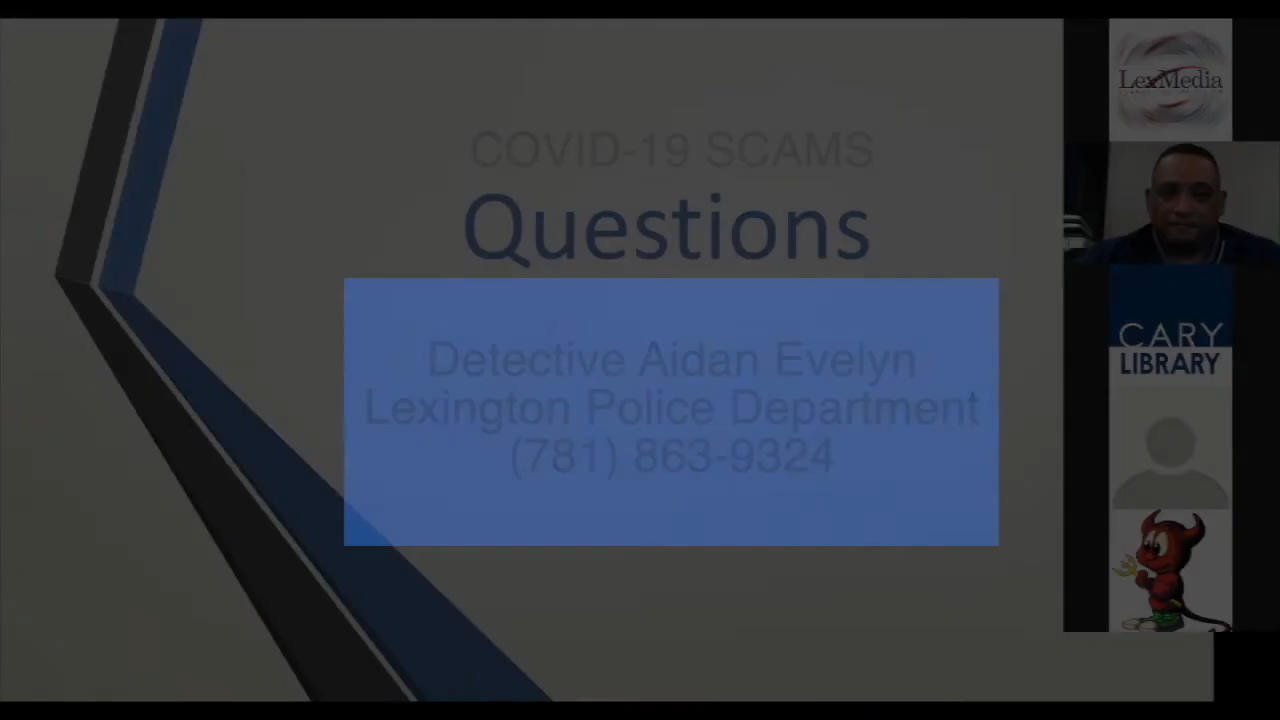 COVID-19 SCAMS
Questions
Detective Aidan Evelyn
Lexington Police Department
(781) 863-9324
LexMedia
CARY
LIBRARY